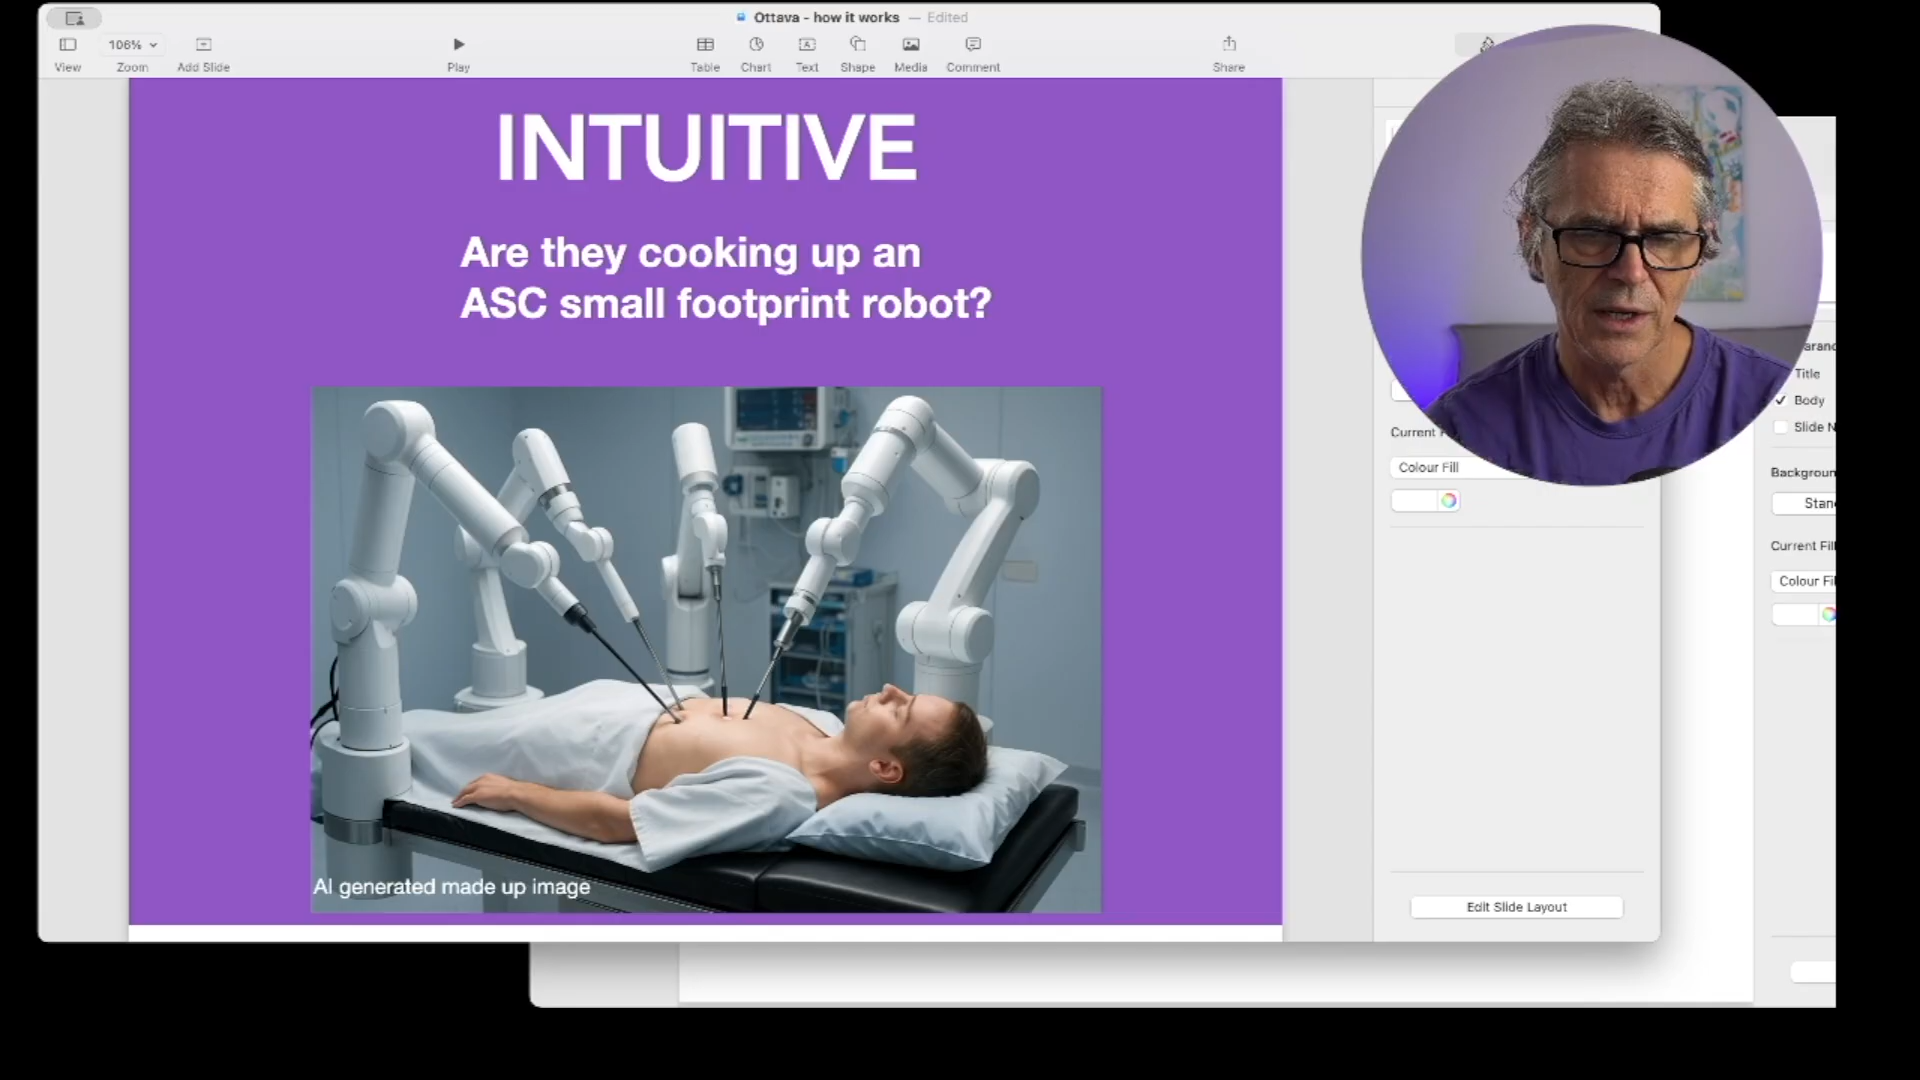 Ottava - how it works — Edited
106%
View
Zoom
Add Slide
Play
Table
Chart
Text
Shape
Media
Comment
Share
INTUITIVE
Are they cooking up an
ASC small footprint robot?
AI generated made up image
Colour Fill
Edit Slide Layout
Title
Body
Current Fill
Colour Fil